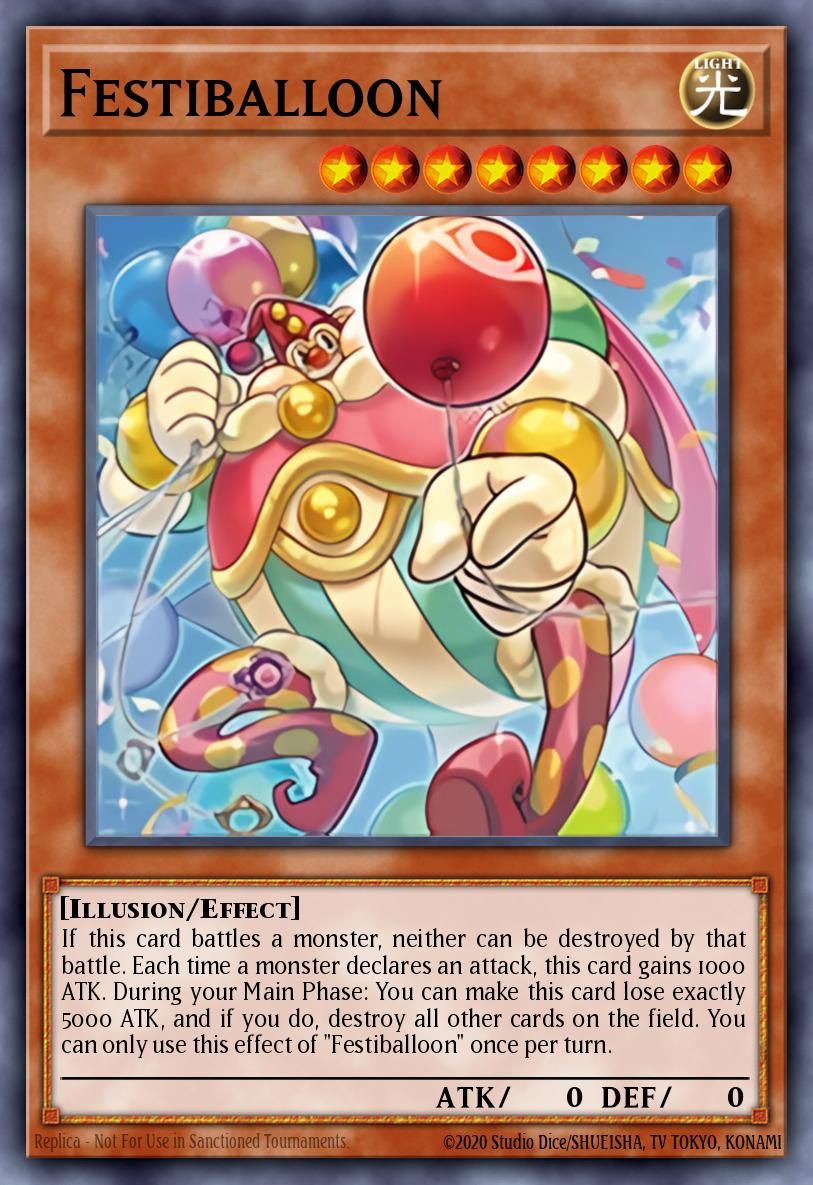 Festiballoon
LIGHT
光
[Illusion/Effect]
If this card battles a monster, neither can be destroyed by that
battle. Each time a monster declares an attack, this card gains 1000
ATK. During your Main Phase: You can make this card lose exactly
5000 ATK, and if you do, destroy all other cards on the field. You
can only use this effect of "Festiballoon" once per turn.
ATK/ 0 DEF/ 0
Replica - Not For Use in Sanctioned Tournaments. ©2020 Studio Dice/SHUEISHA, TV TOKYO, KONAMI